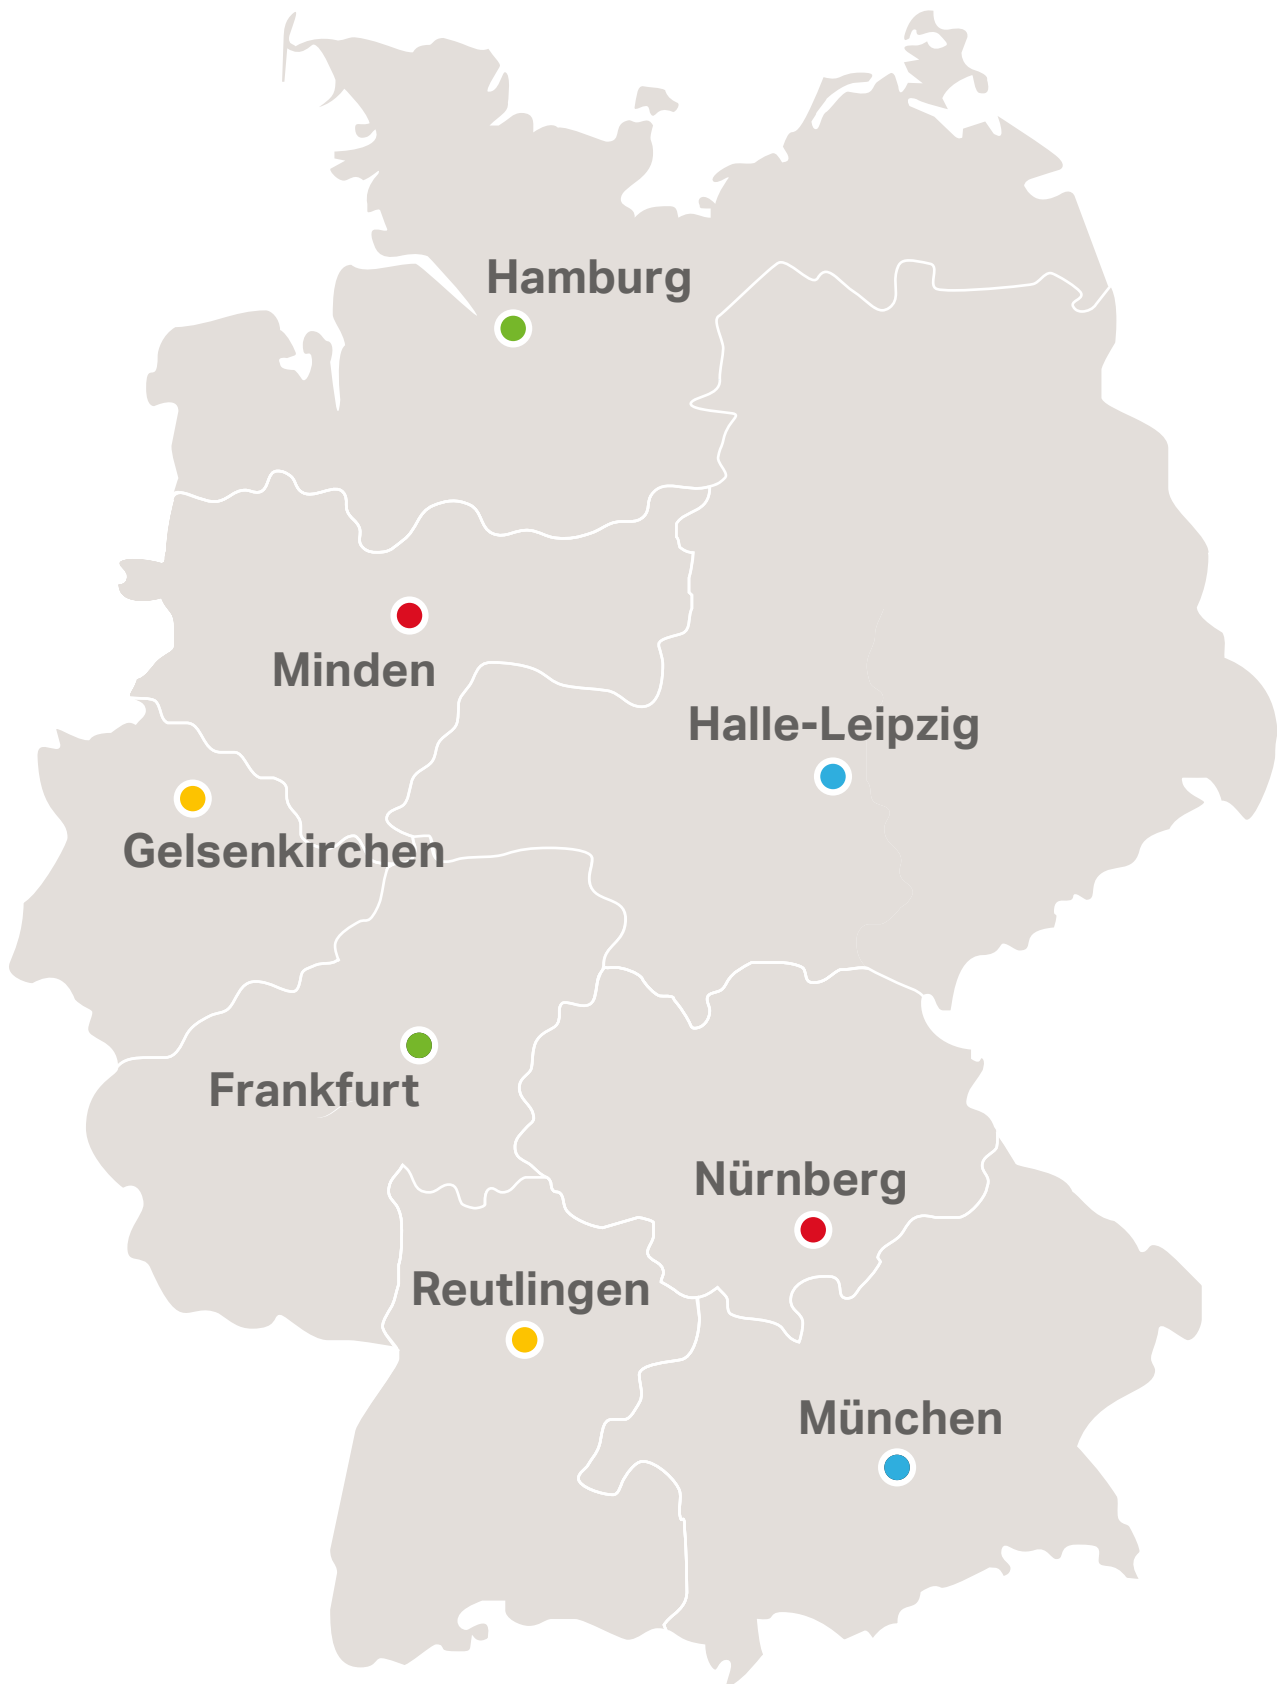 Hamburg
Minden
Halle-Leipzig
Gelsenkirchen
Frankfurt
Nürnberg
Reutlingen
München